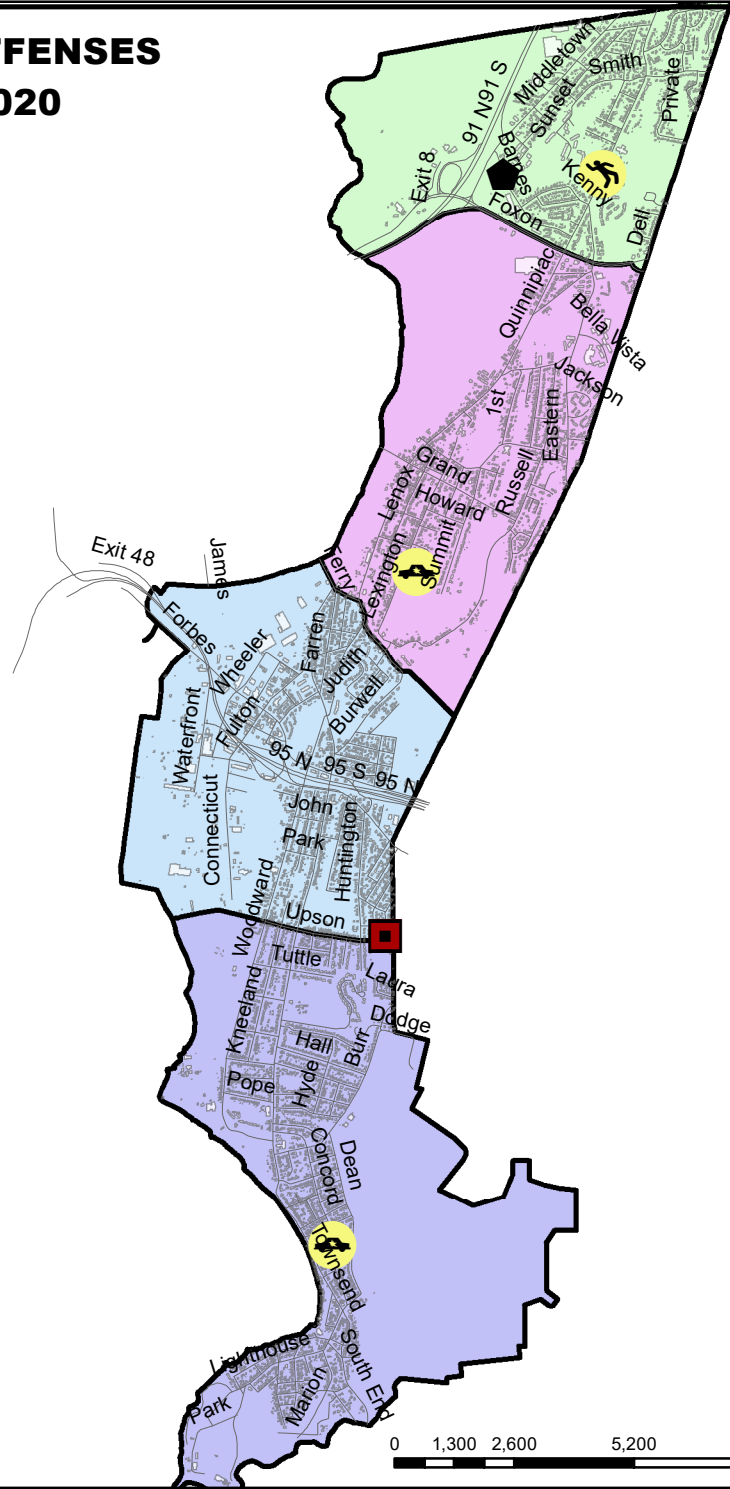 FFENSES
020
Middletown
Smith
91 N
91 S
Sunset
Private
Barnes
Exit 8
Kenny
Foxon
Dell
Quinnipiac
Bella Vista
Jackson
1st
Eastern
Grand
Russell
Lenox
Howard
Summit
Lexington
Ferry
Exit 48
James
Forbes
Farren
Wheeler
Judith
Fulton
Burwell
Waterfront
95 N
95 S
95 N
Connecticut
John
Park
Huntington
Woodward
Upson
Tuttle
Laura
Kneeland
Dodge
Hall
Burr
Pope
Hyde
Concord
Dean
Townsend
Lighthouse
South End
Marion
Park
0 1,300 2,600 5,200